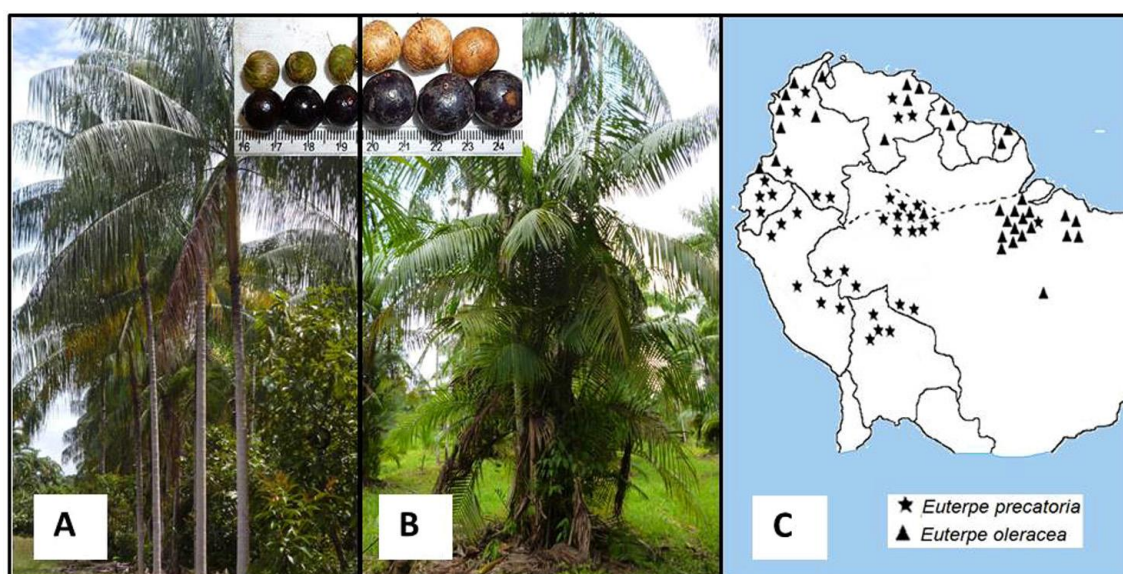 16 17 18 19
20 21 22 23 24
A
B
C
Euterpe precatoria
Euterpe oleracea